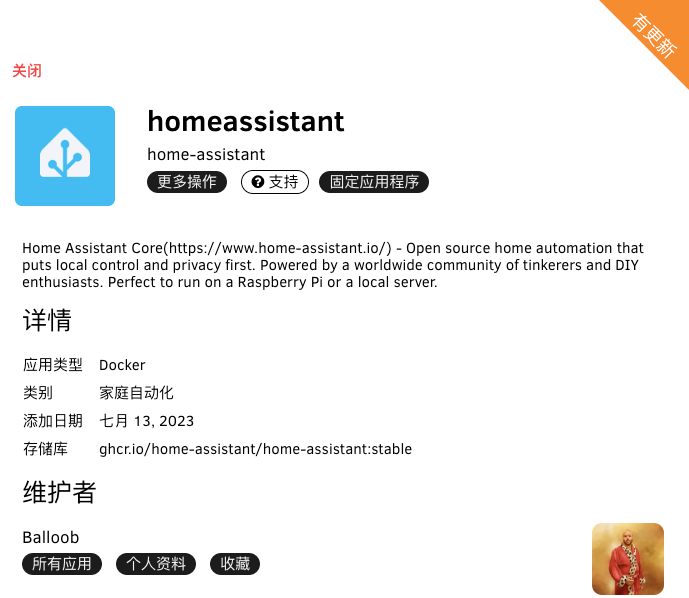 有更新
关闭
homeassistant
home-assistant
更多操作 支持 固定应用程序
Home Assistant Core(https://www.home-assistant.io/) - Open source home automation that
puts local control and privacy first. Powered by a worldwide community of tinkerers and DIY
enthusiasts. Perfect to run on a Raspberry Pi or a local server.
详情
应用类型 Docker
类别 家庭自动化
添加日期 七月 13, 2023
存储库 ghcr.io/home-assistant/home-assistant:stable
维护者
Balloob
所有应用 个人资料 收藏